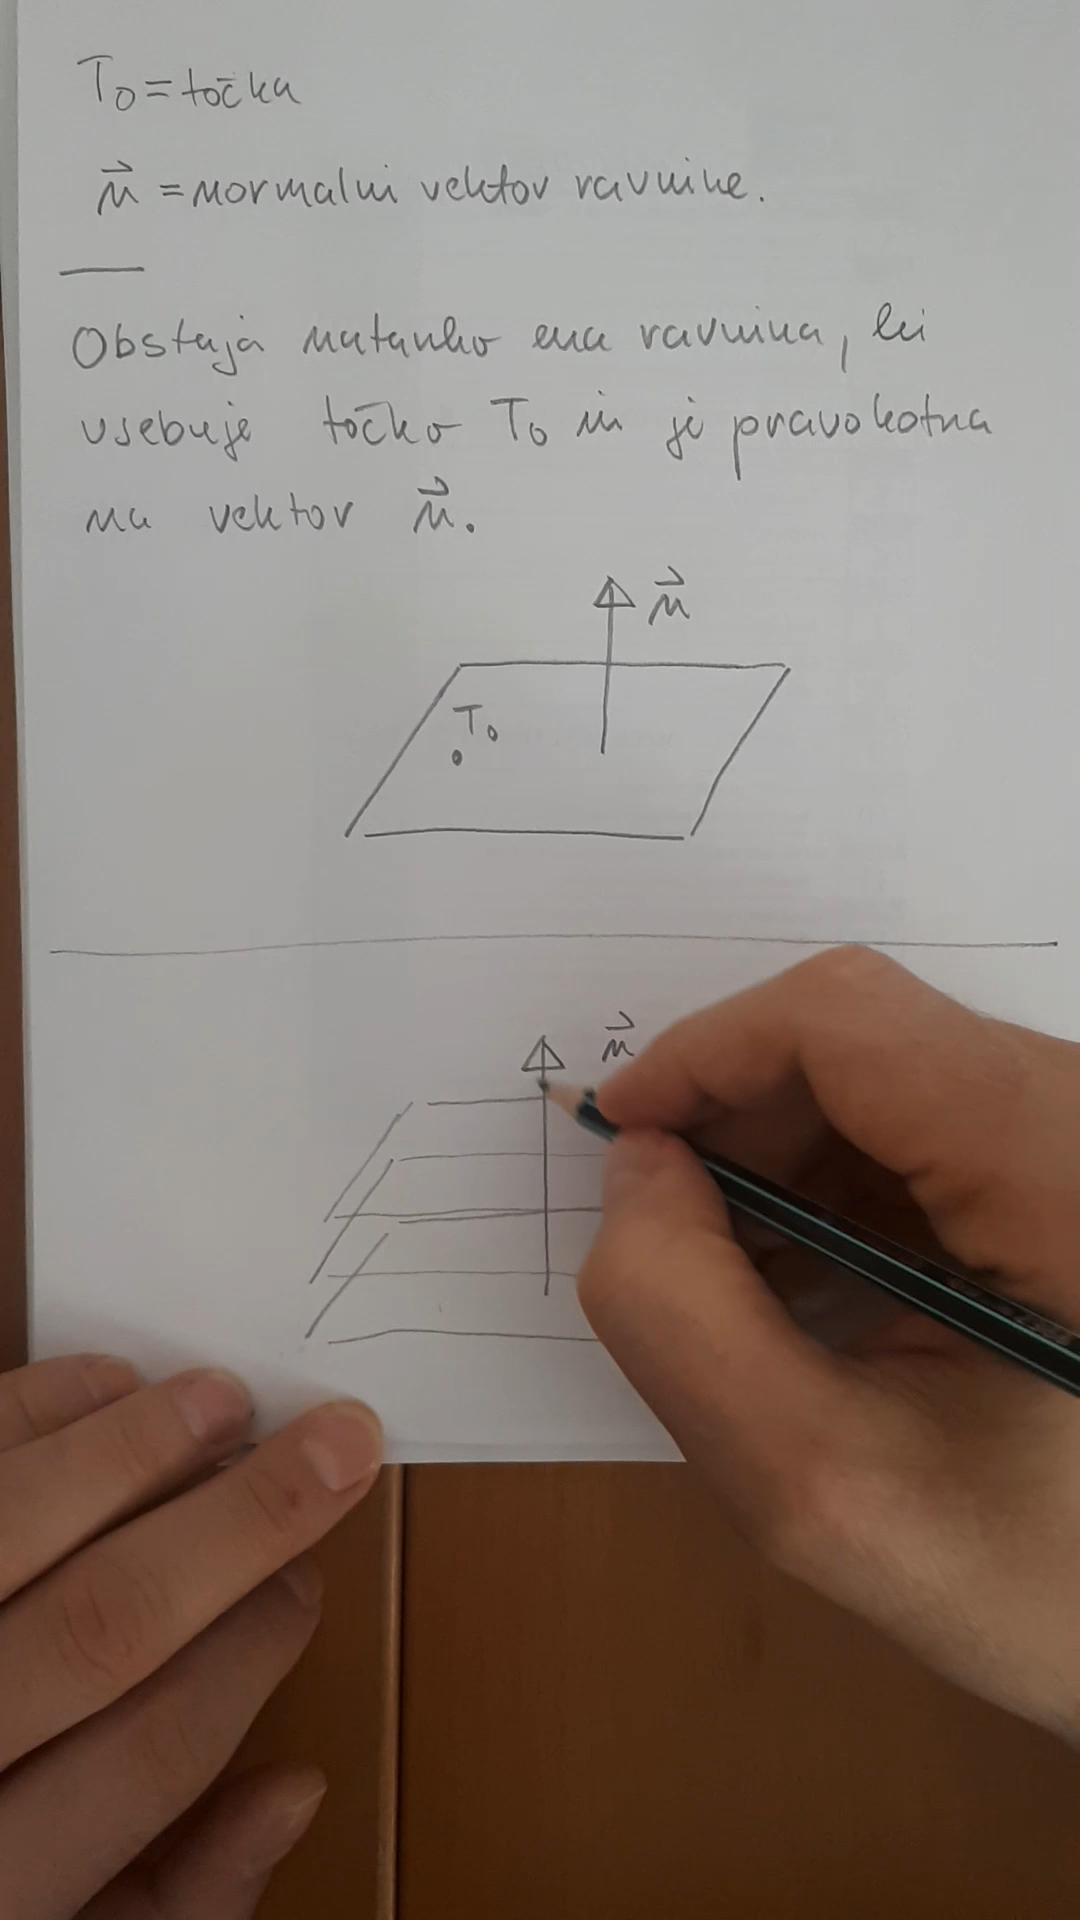 T₀ = točka
n⃗ = normalni vektor ravnine.
Obstaja natanko ena ravnina, ki
vsebuje točko T₀ in je pravokotna
na vektor n⃗.
n⃗
T₀
n⃗